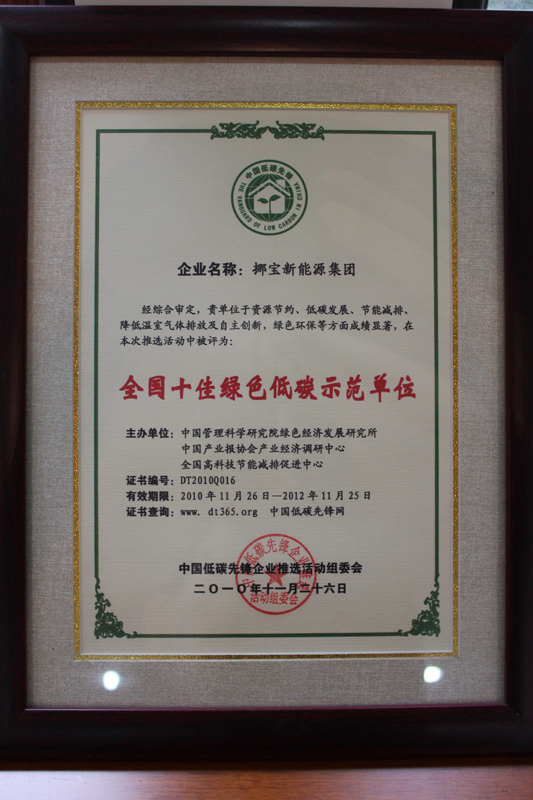 中国低碳先锋
THE VANGUARD OF LOW CARBON IN CHINA
企业名称：挪宝新能源集团
经综合审定，贵单位于资源节约、低碳发展、节能减排、
降低温室气体排放及自主创新，绿色环保等方面成绩显著，在
本次推选活动中被评为：
全国十佳绿色低碳示范单位
主办单位：中国管理科学研究院绿色经济发展研究所
中国产业报协会产业经济调研中心
全国高科技节能减排促进中心
证书编号：DT2010Q016
有效期限：2010年11月26日—2012年11月25日
证书查询：www.dt365.org 中国低碳先锋网
中国低碳先锋企业推选活动组委会
二〇一〇年十一月二十六日
活动组委会